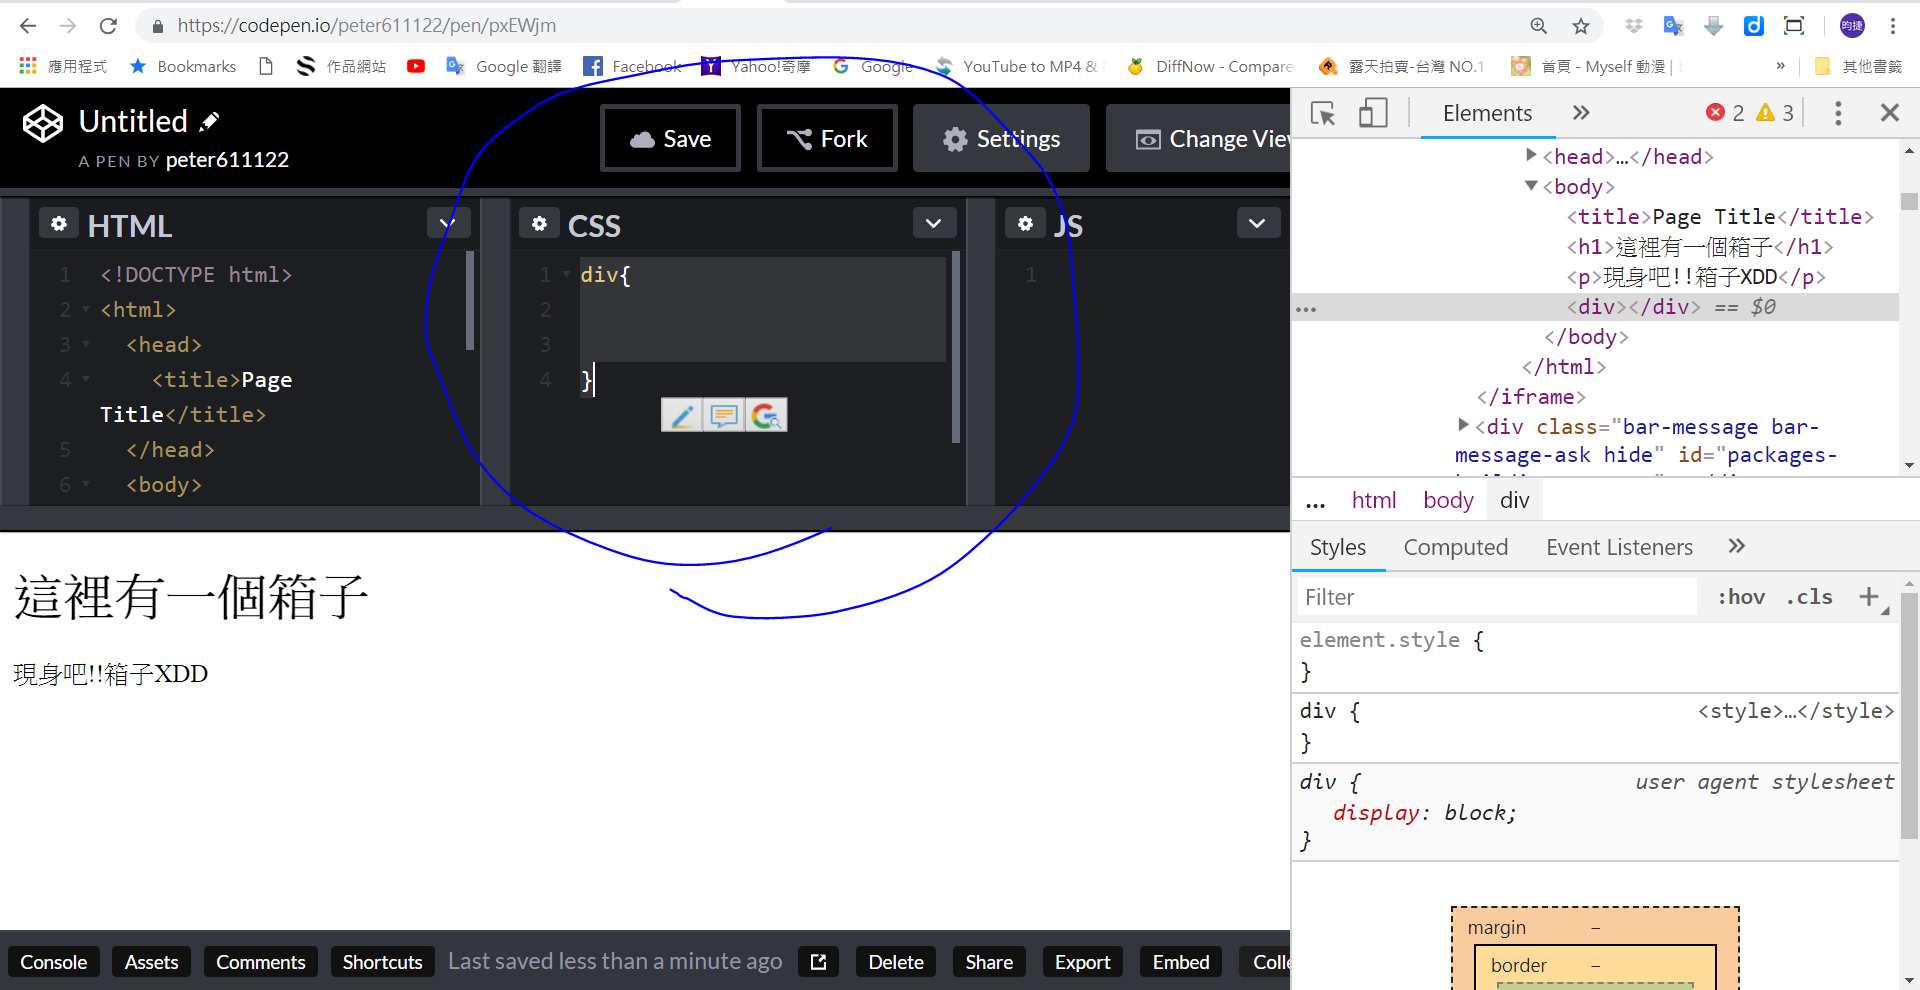 https://codepen.io/peter611122/pen/pxEWjm
昀捷
應用程式 Bookmarks 作品網站 Google 翻譯 Facebook Yahoo!奇摩 Google YouTube to MP4 & DiffNow - Compare 露天拍賣-台灣 NO.1 首頁 - Myself 動漫 | » 其他書籤
Untitled
A PEN BY peter611122
Save
Fork
Settings
Change Vie
HTML
1 <!DOCTYPE html>
2 <html>
3 <head>
4 <title>Page
Title</title>
5 </head>
6 <body>
CSS
1 div{
2
3
4 }
JS
1
這裡有一個箱子
現身吧!!箱子XDD
Console Assets Comments Shortcuts Last saved less than a minute ago Delete Share Export Embed Colle
Elements » 2 3
<head>…</head>
<body>
<title>Page Title</title>
<h1>這裡有一個箱子</h1>
<p>現身吧!!箱子XDD</p>
<div></div> == $0
</body>
</html>
</iframe>
<div class="bar-message bar-
message-ask hide" id="packages-
... html body div
Styles Computed Event Listeners »
Filter :hov .cls +
element.style {
}
div { <style>…</style>
}
div { user agent stylesheet
display: block;
}
margin –
border –